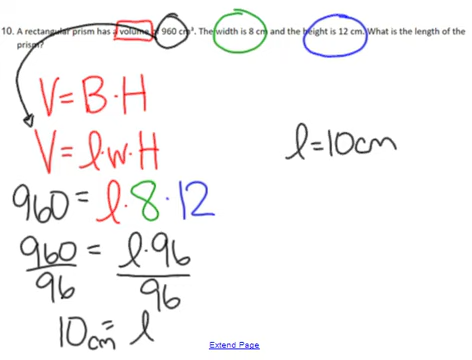 10. A rectangular prism has a volume of 960 cm³. The width is 8 cm and the height is 12 cm. What is the length of the
prism?
V=B·H
V=l·w·H
l=10cm
960=l·8·12
960/96 = l·96/96
10cm=l
Extend Page